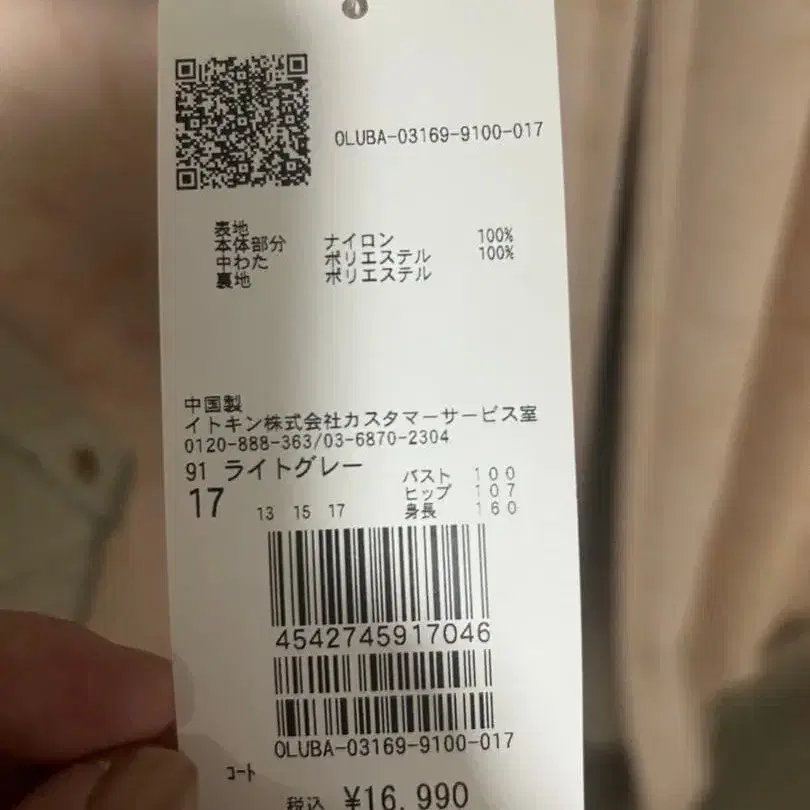 OLUBA-03169-9100-017
表地
本体部分 ナイロン 100%
中わた ポリエステル 100%
裏地 ポリエステル
中国製
イトキン株式会社カスタマーサービス室
0120-888-363/03-6870-2304
91 ライトグレー
17 13 15 17
バスト 100
ヒップ 107
身長 160
4542745917046
OLUBA-03169-9100-017
コート
税込 ¥16,990